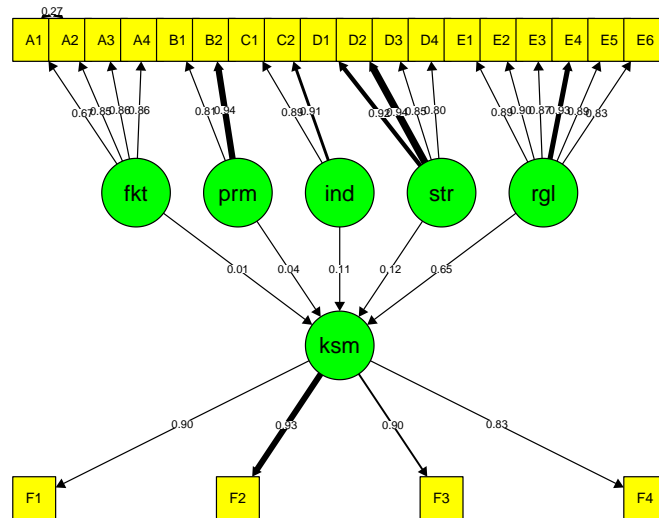 0.27
A1 A2 A3 A4 B1 B2 C1 C2 D1 D2 D3 D4 E1 E2 E3 E4 E5 E6
0.67 0.85 0.86 0.86 0.81 0.94 0.89 0.91 0.92 0.94 0.85 0.80 0.89 0.90 0.87 0.93 0.89 0.83
fkt prm ind str rgl
0.01 0.04 0.11 0.12 0.65
ksm
0.90 0.93 0.90 0.83
F1 F2 F3 F4